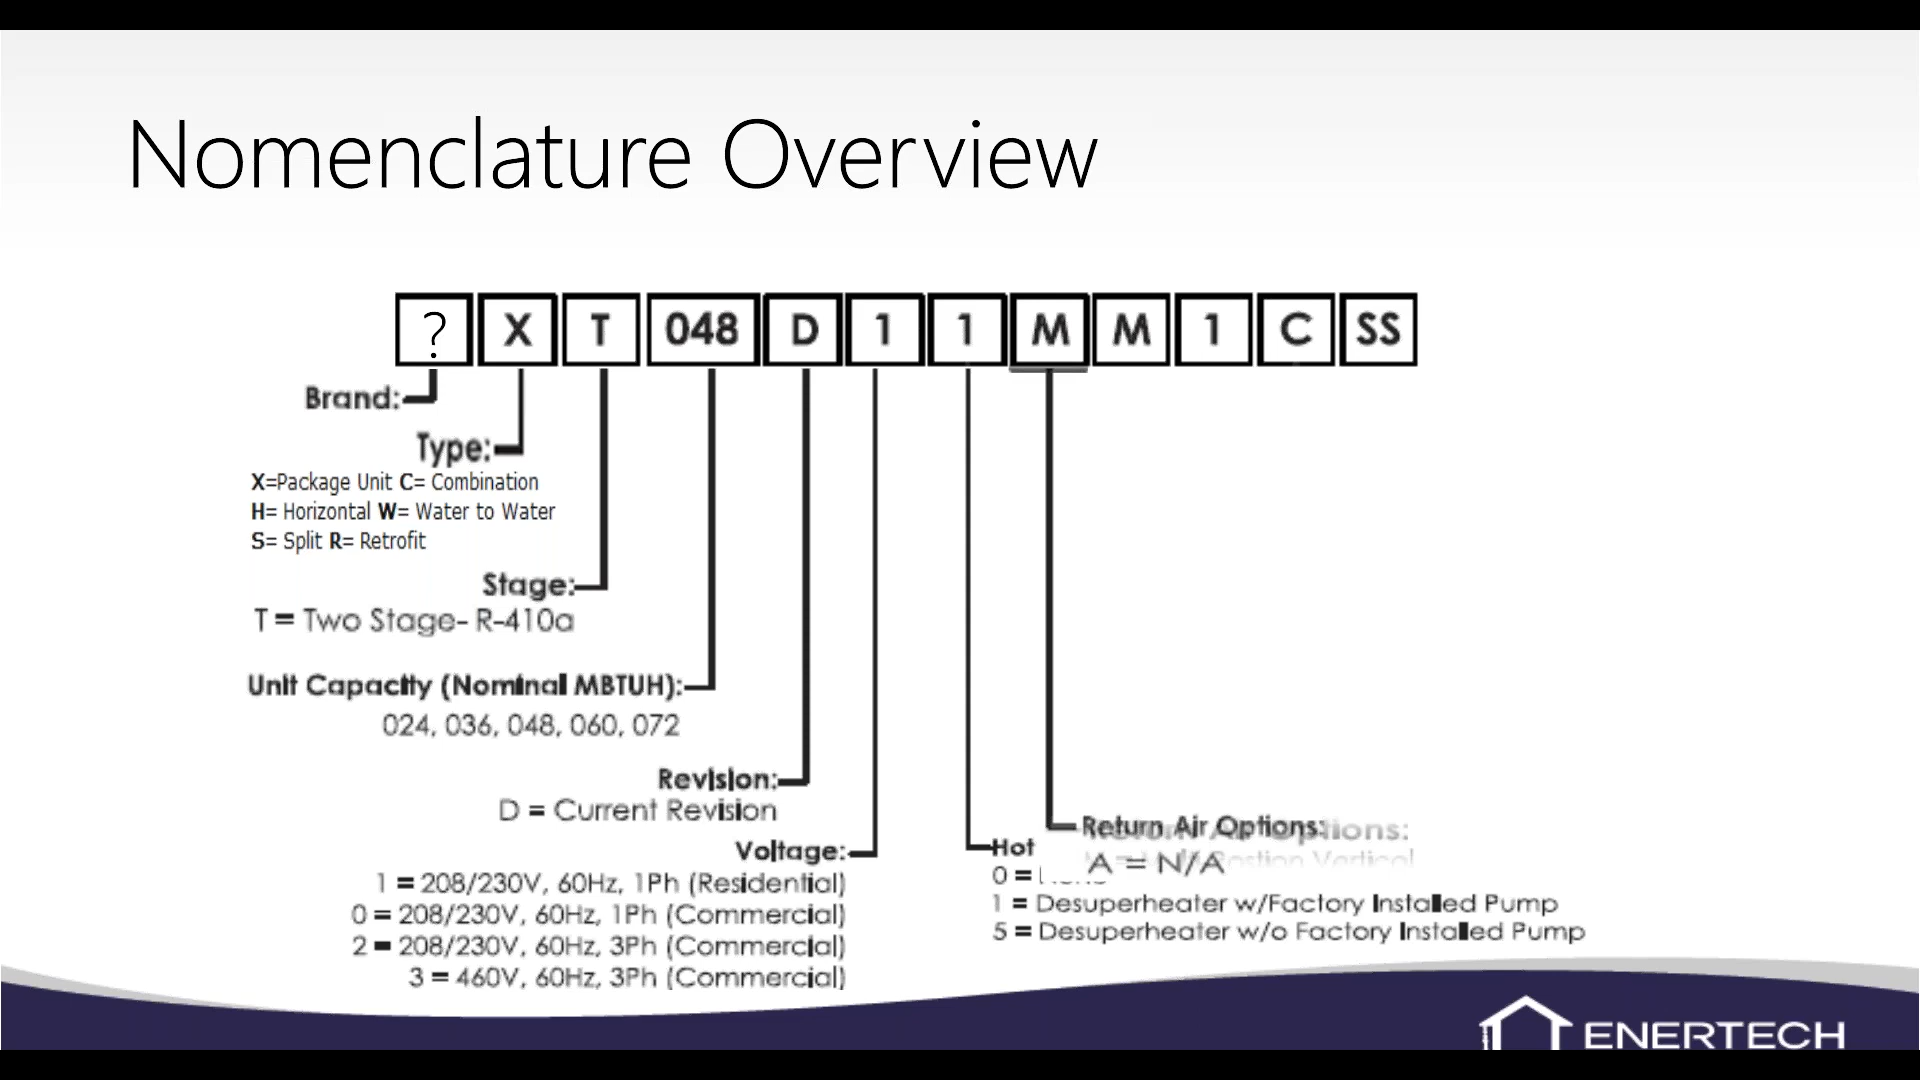 Nomenclature Overview
? X T 048 D 1 1 M M 1 C SS
Brand:
Type:
X=Package Unit C= Combination
H= Horizontal W= Water to Water
S= Split R= Retrofit
Stage:
T = Two Stage- R-410a
Unit Capacity (Nominal MBTUH):
024, 036, 048, 060, 072
Revision:
D = Current Revision
Voltage:
1 = 208/230V, 60Hz, 1Ph (Residential)
0 = 208/230V, 60Hz, 1Ph (Commercial)
2 = 208/230V, 60Hz, 3Ph (Commercial)
3 = 460V, 60Hz, 3Ph (Commercial)
Hot
0 =
1 = Desuperheater w/Factory Installed Pump
5 = Desuperheater w/o Factory Installed Pump
Return Air Options:
A = N/A
ENERTECH